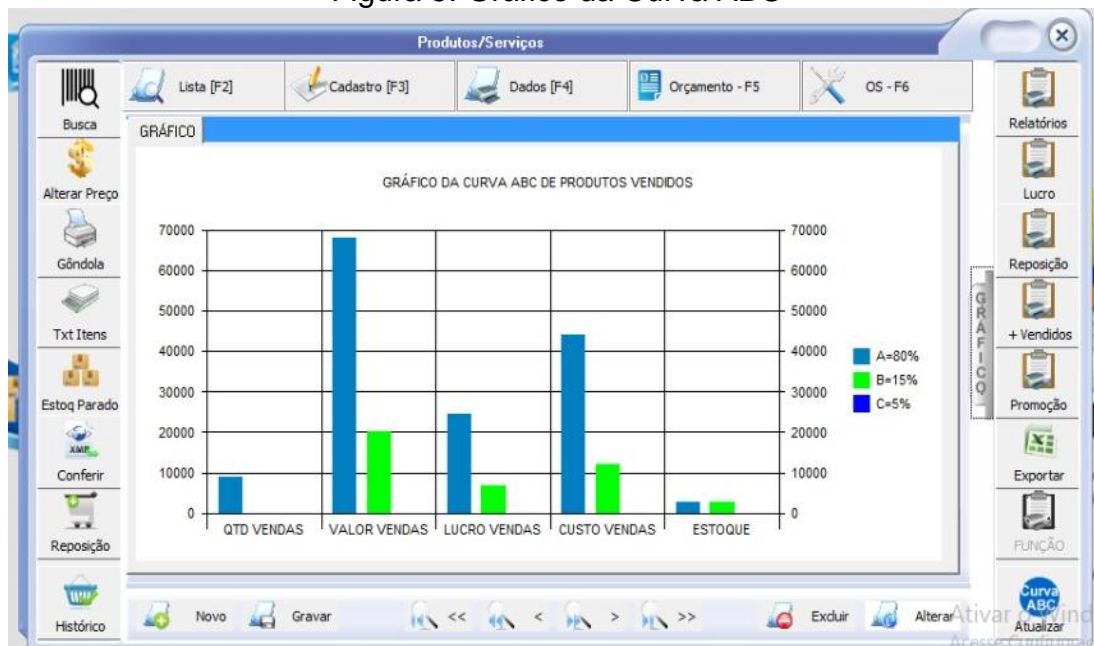 Figura 3: Gráfico da Curva ABC
Produtos/Serviços
Lista [F2]
Cadastro [F3]
Dados [F4]
Orçamento - F5
OS - F6
Busca
Alterar Preço
Gôndola
Txt Itens
Estoq Parado
XML
Conferir
Reposição
Histórico
GRÁFICO
GRÁFICO DA CURVA ABC DE PRODUTOS VENDIDOS
70000
60000
50000
40000
30000
20000
10000
0
70000
60000
50000
40000
30000
20000
10000
0
QTD VENDAS
VALOR VENDAS
LUCRO VENDAS
CUSTO VENDAS
ESTOQUE
A=80%
B=15%
C=5%
GRAFICO
Relatórios
Lucro
Reposição
+ Vendidos
Promoção
Exportar
FUNÇÃO
Curva
ABC
Atualizar
Novo
Gravar
<<
<
>
>>
Excluir
Alterar
Ativar o Wind